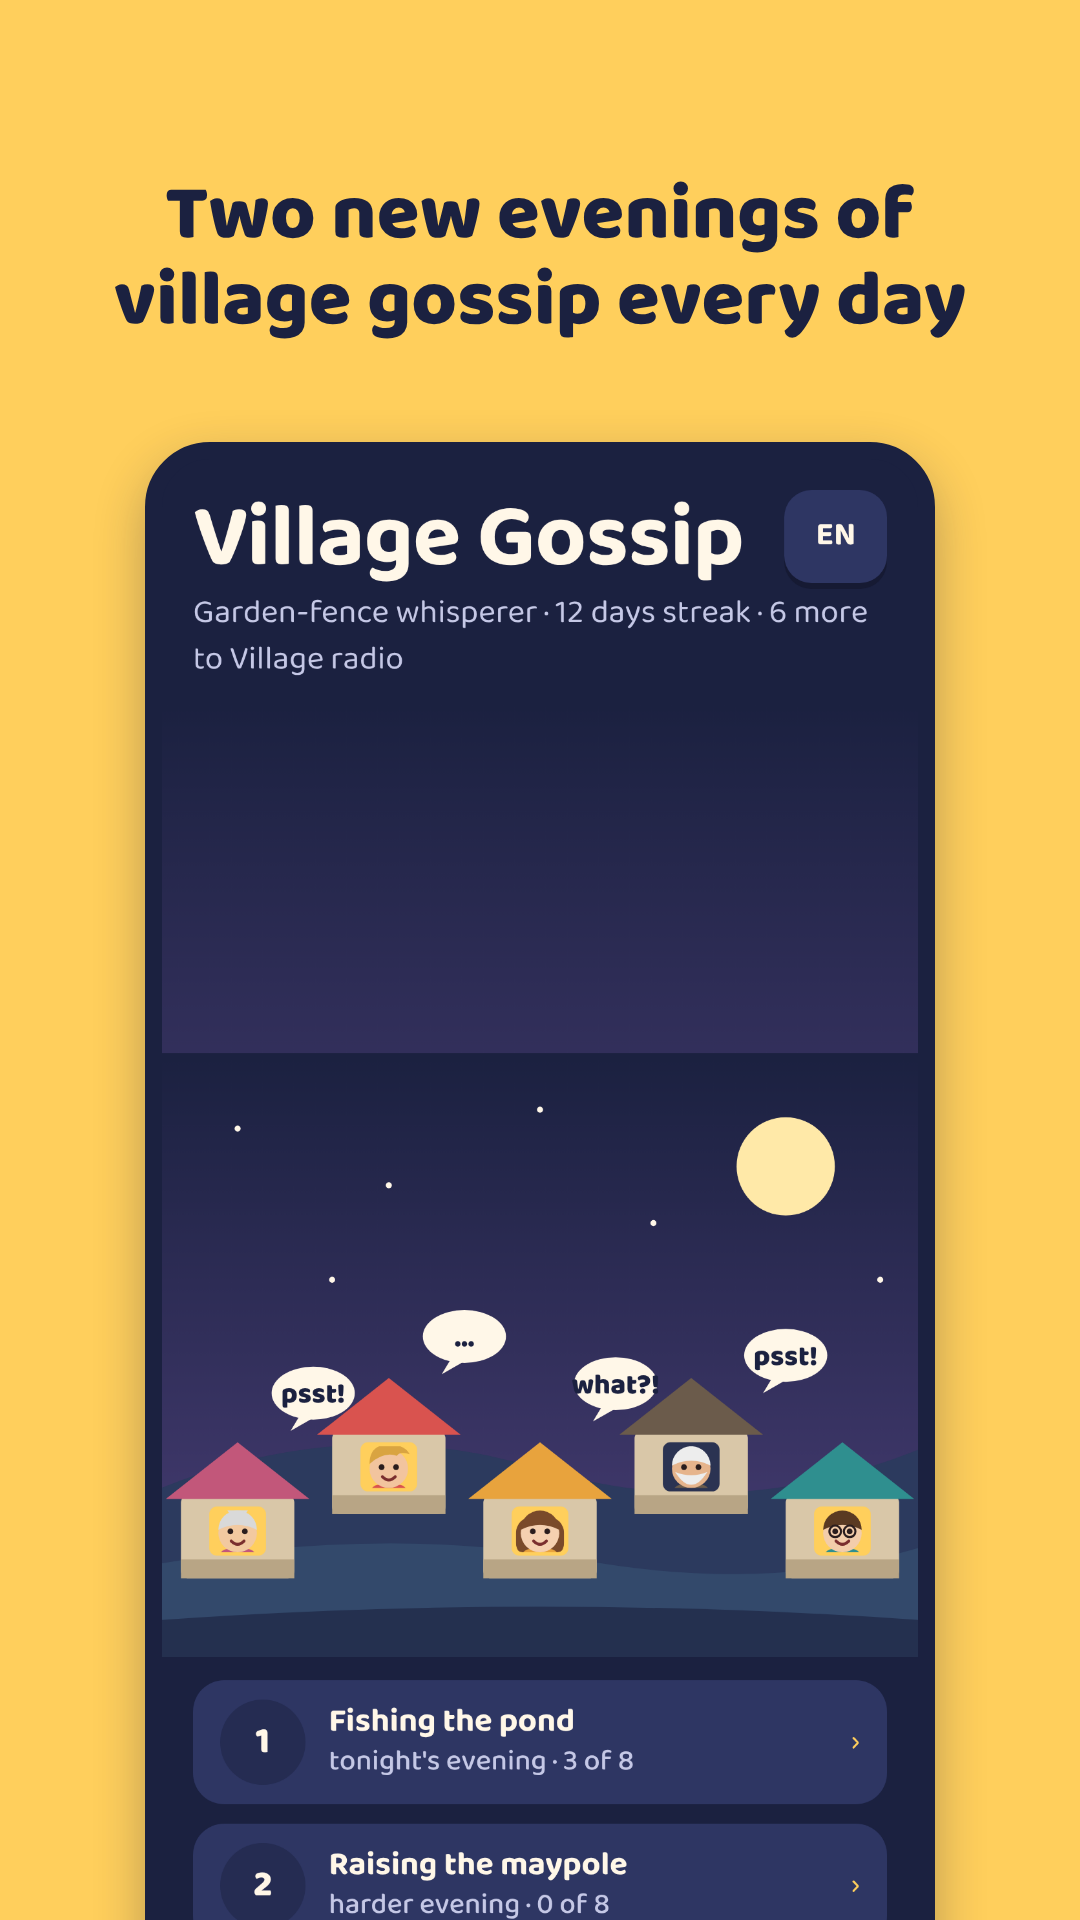 Two new evenings of
village gossip every day
Village Gossip
EN
Garden-fence whisperer · 12 days streak · 6 more
to Village radio
...
psst!
what?!
psst!
1
Fishing the pond
tonight's evening · 3 of 8
›
2
Raising the maypole
harder evening · 0 of 8
›